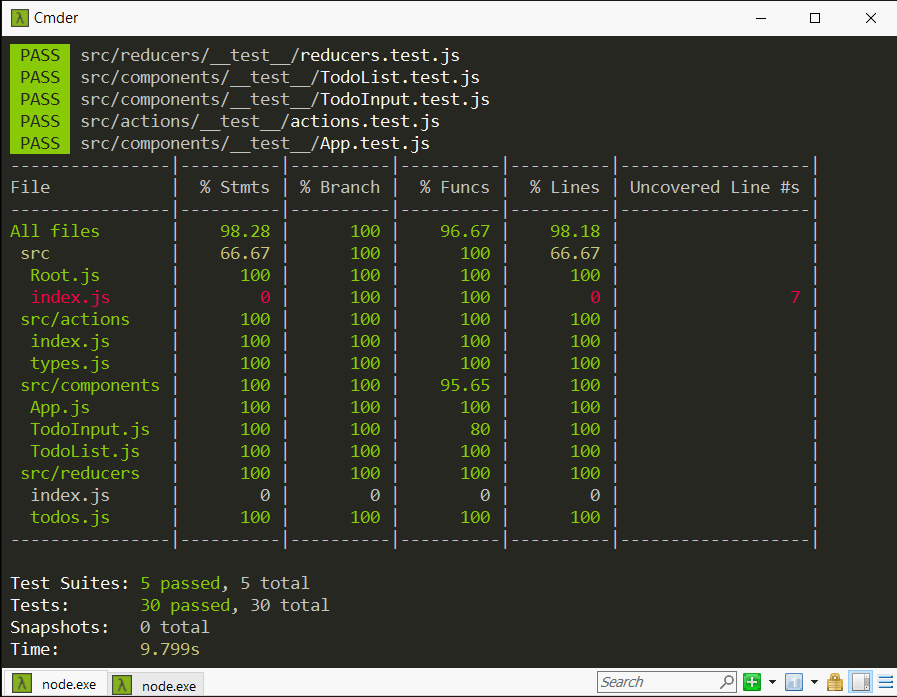 Cmder
PASS src/reducers/__test__/reducers.test.js
PASS src/components/__test__/TodoList.test.js
PASS src/components/__test__/TodoInput.test.js
PASS src/actions/__test__/actions.test.js
PASS src/components/__test__/App.test.js
----------------|----------|----------|----------|----------|-------------------|
File            |  % Stmts | % Branch |  % Funcs |  % Lines | Uncovered Line #s |
----------------|----------|----------|----------|----------|-------------------|
All files       |    98.28 |      100 |    96.67 |    98.18 |                   |
 src            |    66.67 |      100 |      100 |    66.67 |                   |
  Root.js       |      100 |      100 |      100 |      100 |                   |
  index.js      |        0 |      100 |      100 |        0 |                 7 |
 src/actions    |      100 |      100 |      100 |      100 |                   |
  index.js      |      100 |      100 |      100 |      100 |                   |
  types.js      |      100 |      100 |      100 |      100 |                   |
 src/components |      100 |      100 |    95.65 |      100 |                   |
  App.js        |      100 |      100 |      100 |      100 |                   |
  TodoInput.js  |      100 |      100 |       80 |      100 |                   |
  TodoList.js   |      100 |      100 |      100 |      100 |                   |
 src/reducers   |      100 |      100 |      100 |      100 |                   |
  index.js      |        0 |        0 |        0 |        0 |                   |
  todos.js      |      100 |      100 |      100 |      100 |                   |
----------------|----------|----------|----------|----------|-------------------|
Test Suites: 5 passed, 5 total
Tests:       30 passed, 30 total
Snapshots:   0 total
Time:        9.799s
λ node.exe λ node.exe Search